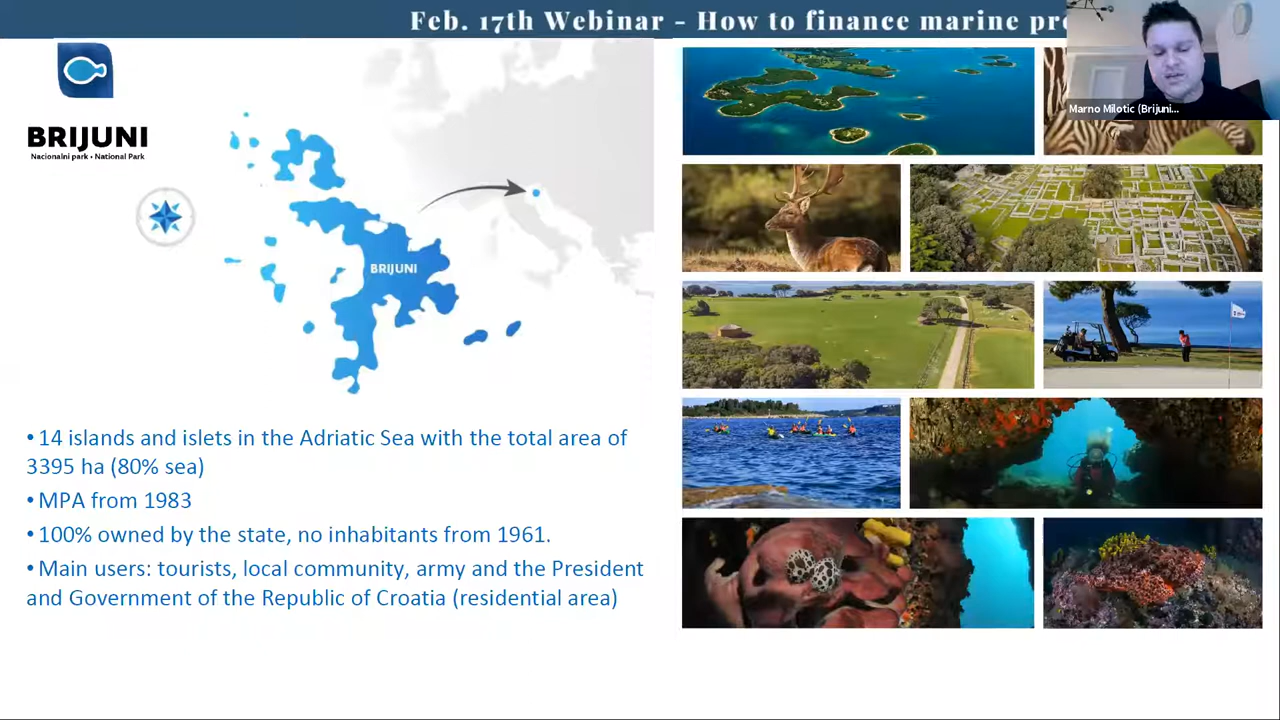 Feb. 17th Webinar - How to finance marine
Marno Milotic (Brijuni...
BRIJUNI
Nacionalni park • National Park
BRIJUNI
• 14 islands and islets in the Adriatic Sea with the total area of
3395 ha (80% sea)
• MPA from 1983
• 100% owned by the state, no inhabitants from 1961.
• Main users: tourists, local community, army and the President
and Government of the Republic of Croatia (residential area)